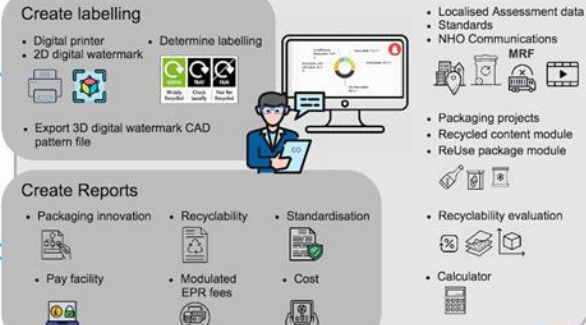 Create labelling
• Digital printer
• 2D digital watermark
• Determine labelling
Widely Recycled
Check Locally
Not Yet Recycled
• Export 3D digital watermark CAD
pattern file
• Localised Assessment data
• Standards
• NHO Communications
MRF
• Packaging projects
• Recycled content module
• ReUse package module
• Recyclability evaluation
• Calculator
Create Reports
• Packaging innovation
• Recyclability
• Standardisation
• Pay facility
• Modulated
EPR fees
• Cost